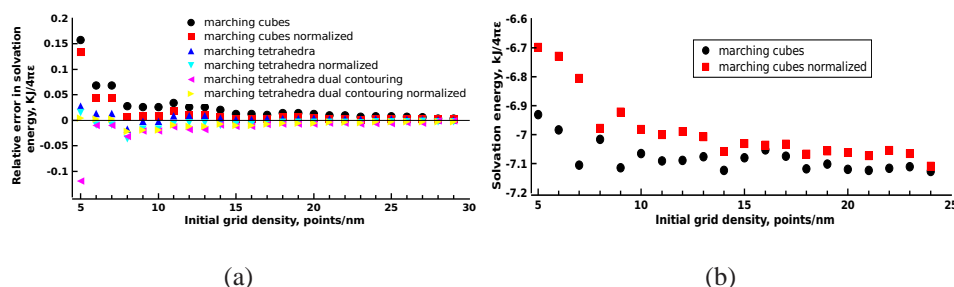 Relative error in solvation
energy, KJ/4πε
0.2
0.15
0.1
0.05
0
-0.05
-0.1
marching cubes
marching cubes normalized
marching tetrahedra
marching tetrahedra normalized
marching tetrahedra dual contouring
marching tetrahedra dual contouring normalized
5 10 15 20 25 30
Initial grid density, points/nm
(a)
Solvation energy, kJ/4πε
-6.6
-6.7
-6.8
-6.9
-7
-7.1
-7.2
marching cubes
marching cubes normalized
5 10 15 20 25
Initial grid density, points/nm
(b)